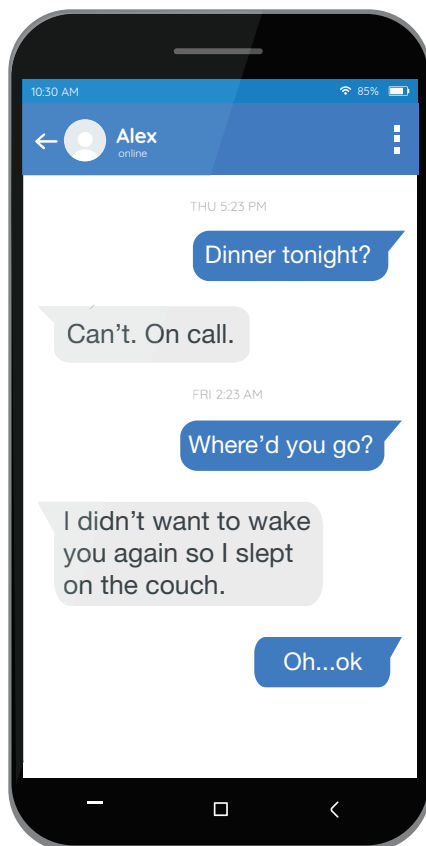 10:30 AM 85%
Alex
online
THU 5:23 PM
Dinner tonight?
Can’t. On call.
FRI 2:23 AM
Where’d you go?
I didn’t want to wake
you again so I slept
on the couch.
Oh...ok